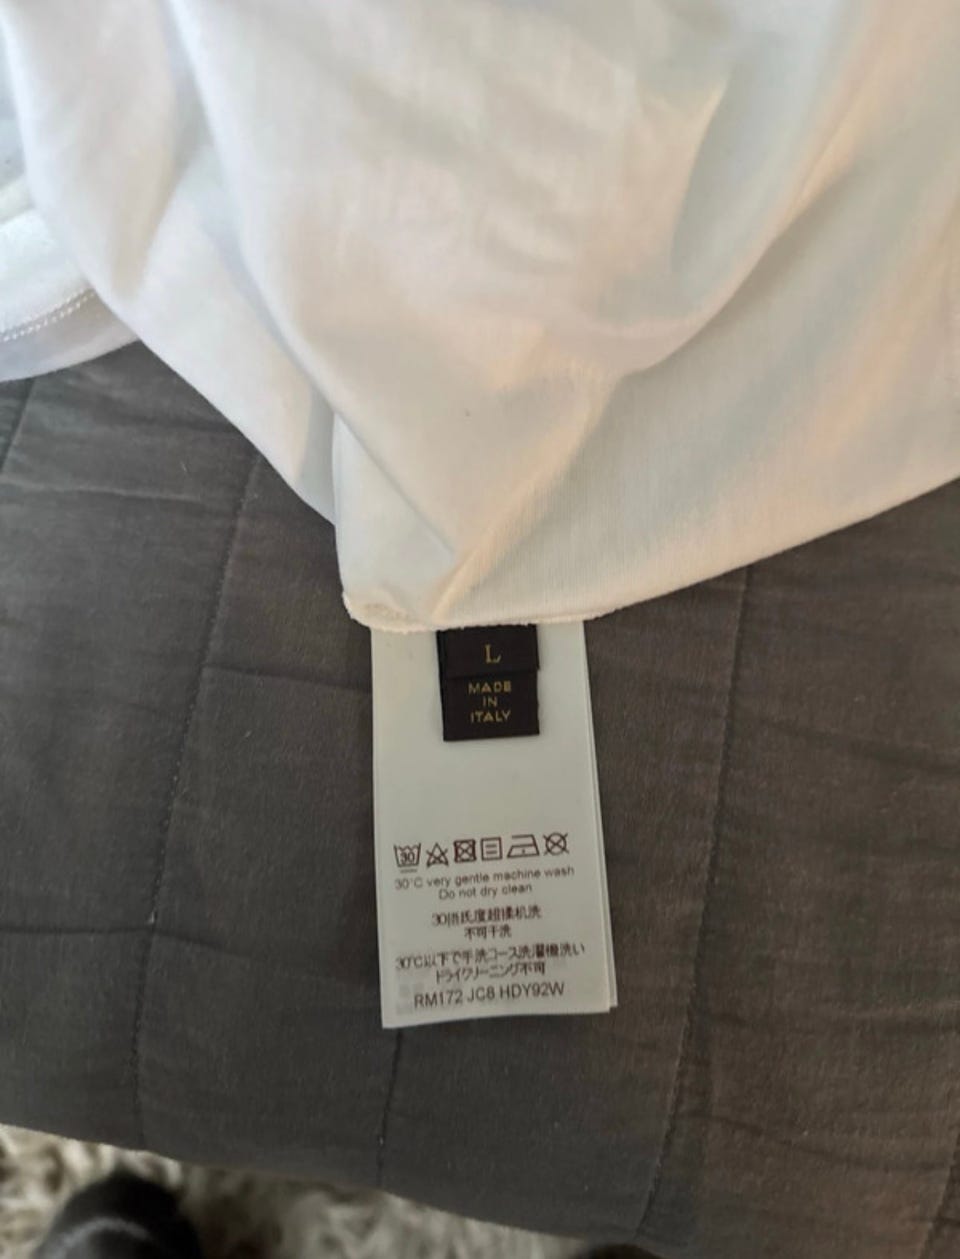 L
MADE
IN
ITALY
30
30°C very gentle machine wash
Do not dry clean
30摄氏度超柔机洗
不可干洗
30℃以下で手洗コース洗濯機洗い
ドライクリーニング不可
RM172 JC8 HDY92W